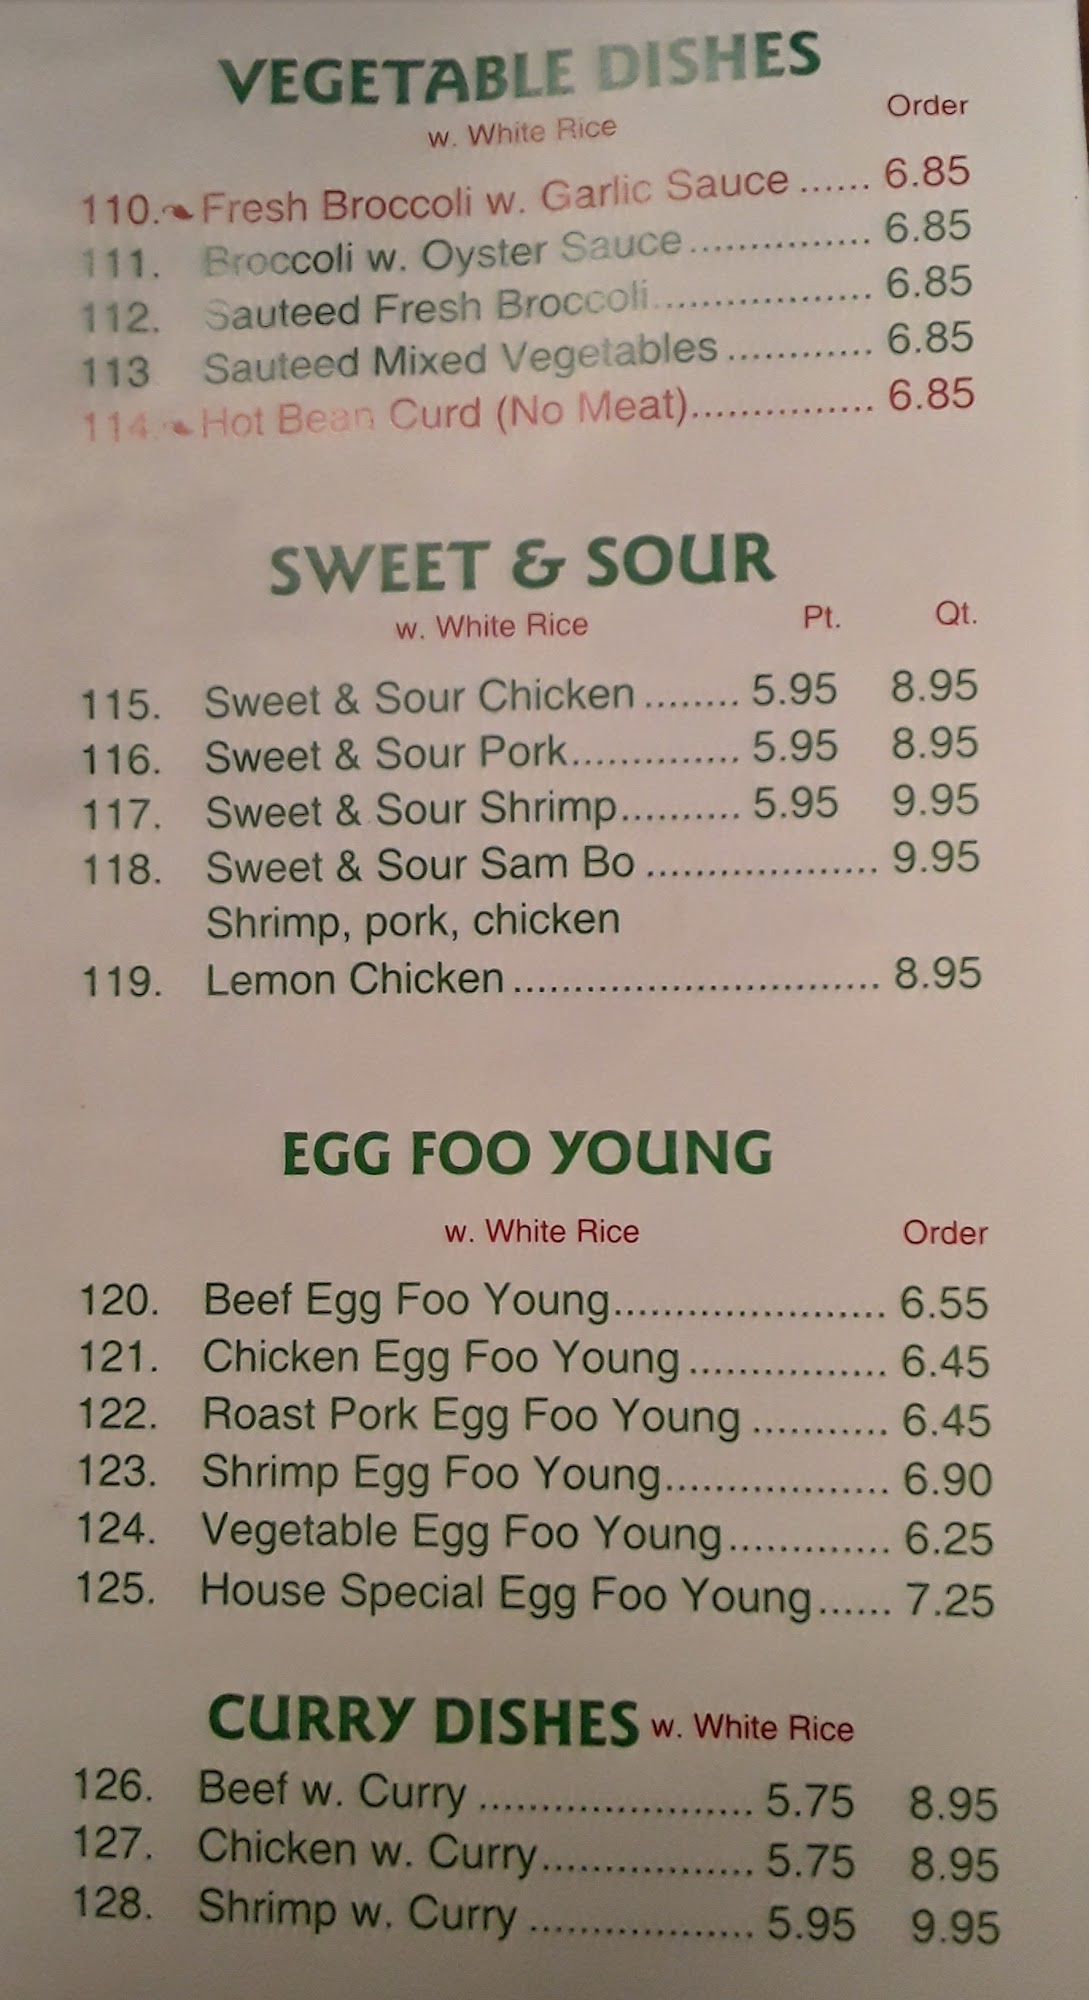 VEGETABLE DISHES
w. White Rice Order
110. Fresh Broccoli w. Garlic Sauce ...... 6.85
111. Broccoli w. Oyster Sauce ............... 6.85
112. Sauteed Fresh Broccoli .................. 6.85
113 Sauteed Mixed Vegetables ............ 6.85
114. Hot Bean Curd (No Meat)............... 6.85
SWEET & SOUR
w. White Rice Pt. Qt.
115. Sweet & Sour Chicken ........ 5.95 8.95
116. Sweet & Sour Pork.............. 5.95 8.95
117. Sweet & Sour Shrimp.......... 5.95 9.95
118. Sweet & Sour Sam Bo ................... 9.95
Shrimp, pork, chicken
119. Lemon Chicken .............................. 8.95
EGG FOO YOUNG
w. White Rice Order
120. Beef Egg Foo Young...................... 6.55
121. Chicken Egg Foo Young ................ 6.45
122. Roast Pork Egg Foo Young ........... 6.45
123. Shrimp Egg Foo Young.................. 6.90
124. Vegetable Egg Foo Young............. 6.25
125. House Special Egg Foo Young...... 7.25
CURRY DISHES w. White Rice
126. Beef w. Curry ...................... 5.75 8.95
127. Chicken w. Curry................. 5.75 8.95
128. Shrimp w. Curry .................. 5.95 9.95